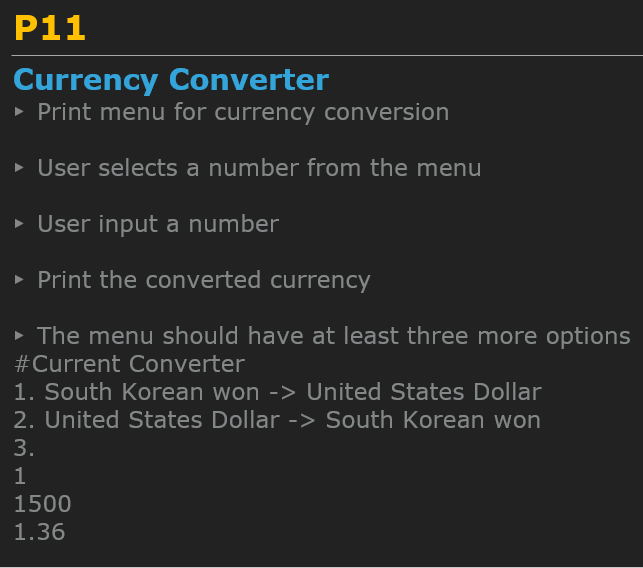 P11
Currency Converter
‣ Print menu for currency conversion
‣ User selects a number from the menu
‣ User input a number
‣ Print the converted currency
‣ The menu should have at least three more options
#Current Converter
1. South Korean won -> United States Dollar
2. United States Dollar -> South Korean won
3.
1
1500
1.36